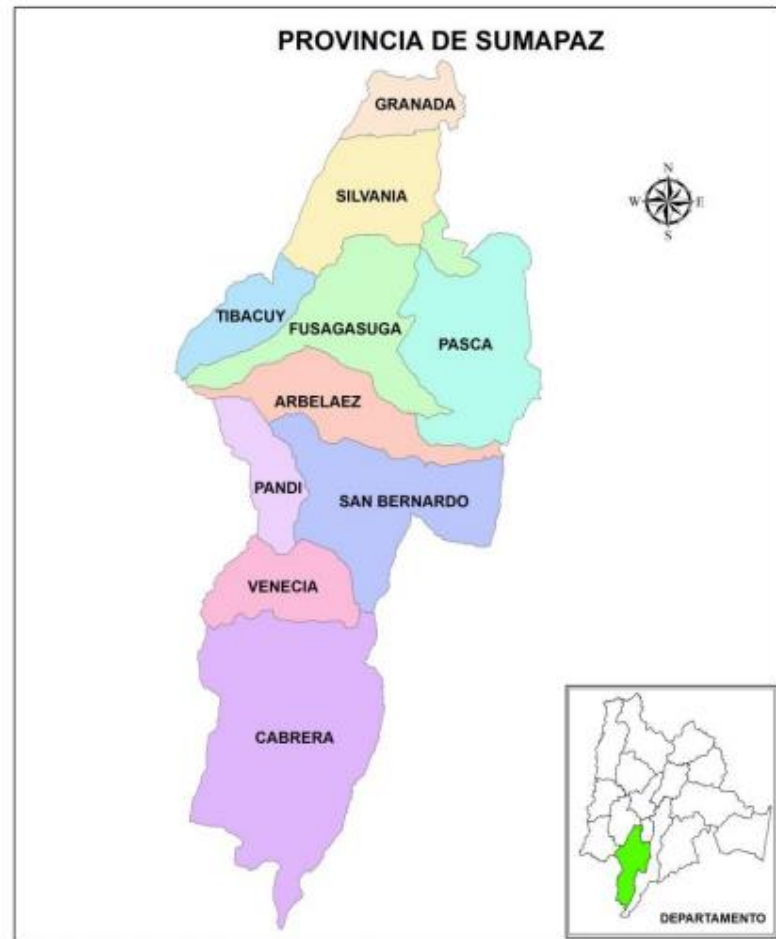 PROVINCIA DE SUMAPAZ
GRANADA
N
W
E
S
SILVANIA
TIBACUY
FUSAGASUGA
PASCA
ARBELAEZ
PANDI
SAN BERNARDO
VENECIA
CABRERA
DEPARTAMENTO